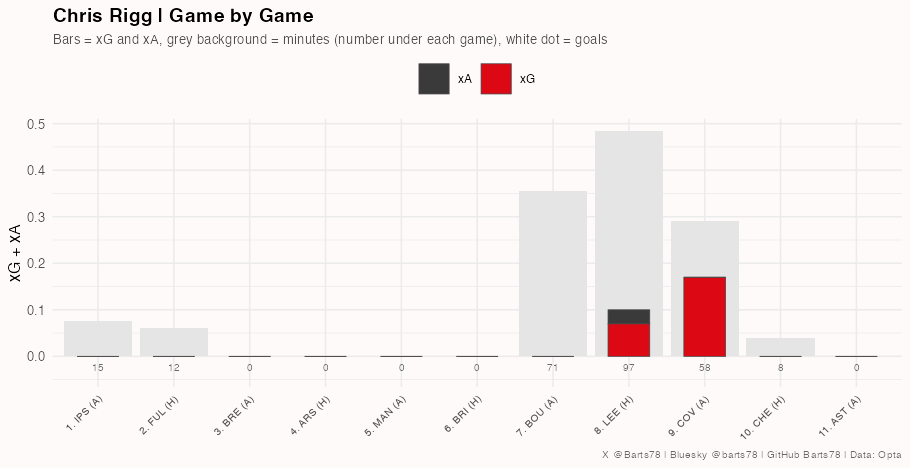 Chris Rigg | Game by Game
Bars = xG and xA, grey background = minutes (number under each game), white dot = goals
xA xG
xG + xA
0.5
0.4
0.3
0.2
0.1
0.0
15 12 0 0 0 0 71 97 58 8 0
1. IPS (A) 2. FUL (H) 3. BRE (A) 4. ARS (H) 5. MAN (A) 6. BRI (H) 7. BOU (A) 8. LEE (H) 9. COV (A) 10. CHE (H) 11. AST (A)
X @Barts78 | Bluesky @barts78 | GitHub Barts78 | Data: Opta